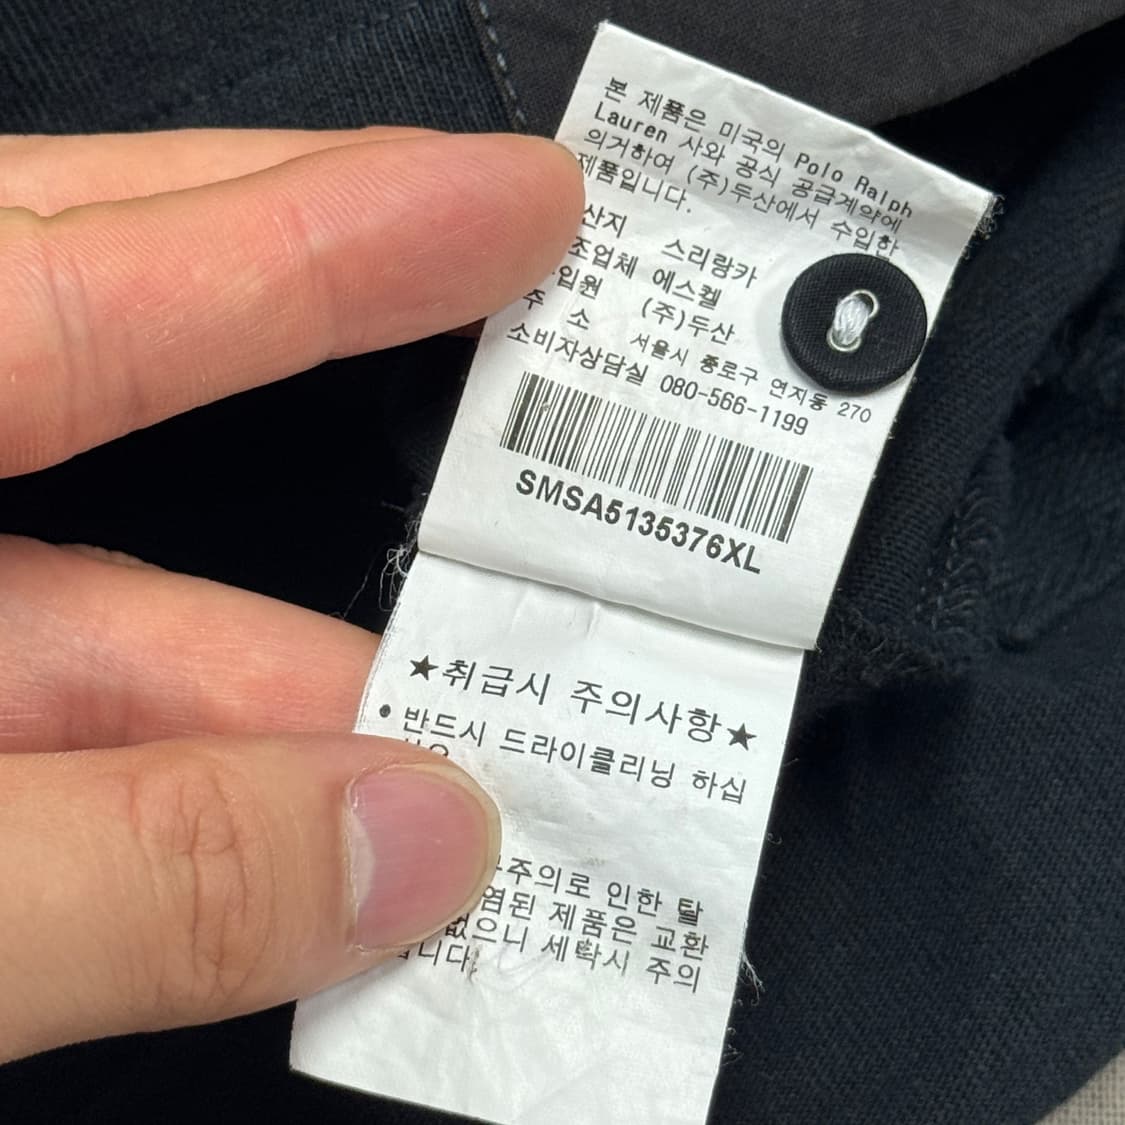 본 제품은 미국의 Polo Ralph
Lauren 사와 공식 공급계약에
의거하여 (주)두산에서 수입한
제품입니다.
산지 스리랑카
조업체 에스켈
입원 (주)두산
주 소 서울시 종로구 연지동 270
소비자상담실 080-566-1199
SMSA5135376XL
★취급시 주의사항★
• 반드시 드라이클리닝 하십
주의로 인한 탈
염된 제품은 교환
없으니 세탁시 주의
니다.